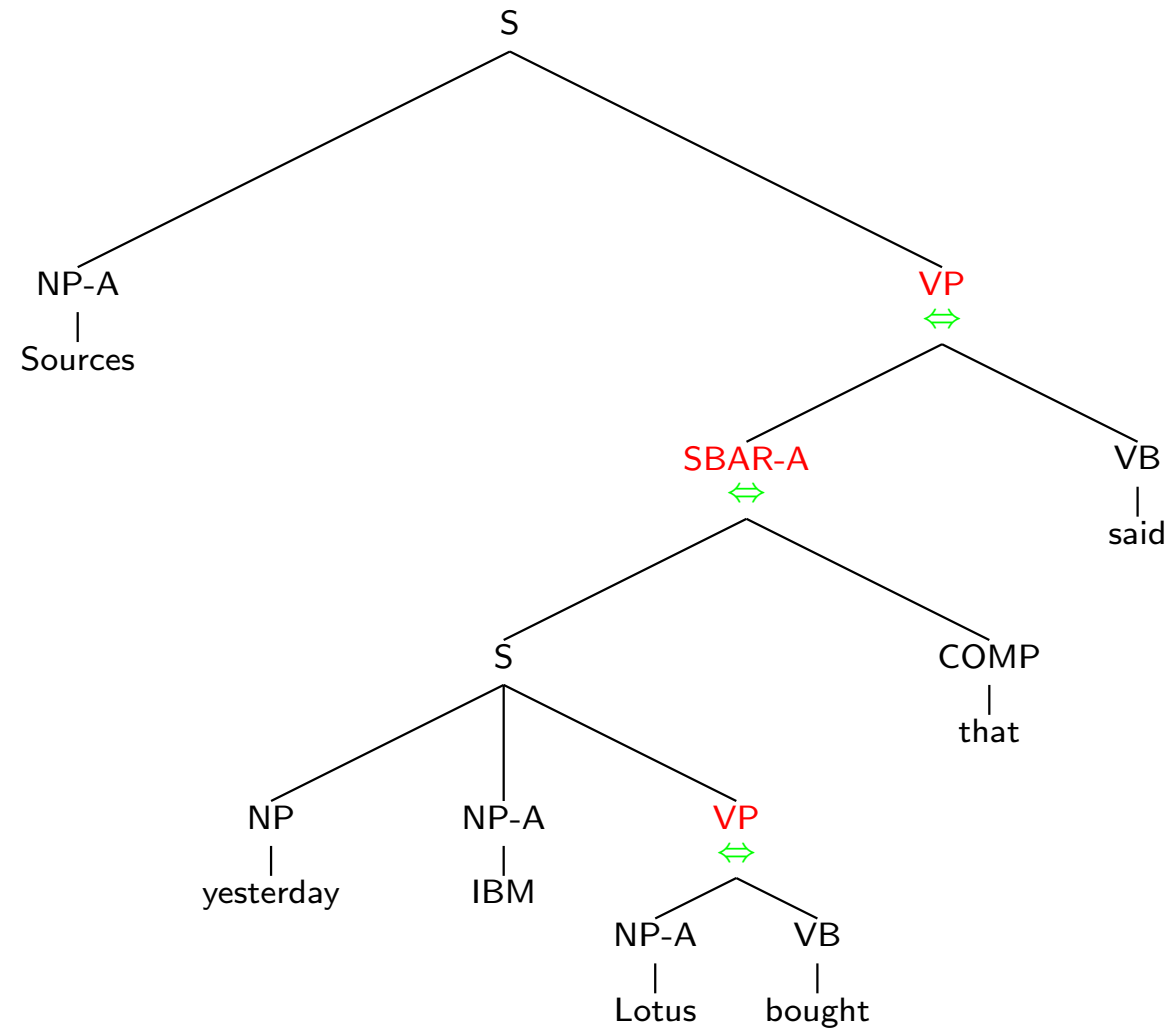 S
NP-A VP
⇔
Sources
SBAR-A VB
⇔
said
S COMP
that
NP NP-A VP
⇔
yesterday IBM
NP-A VB
Lotus bought